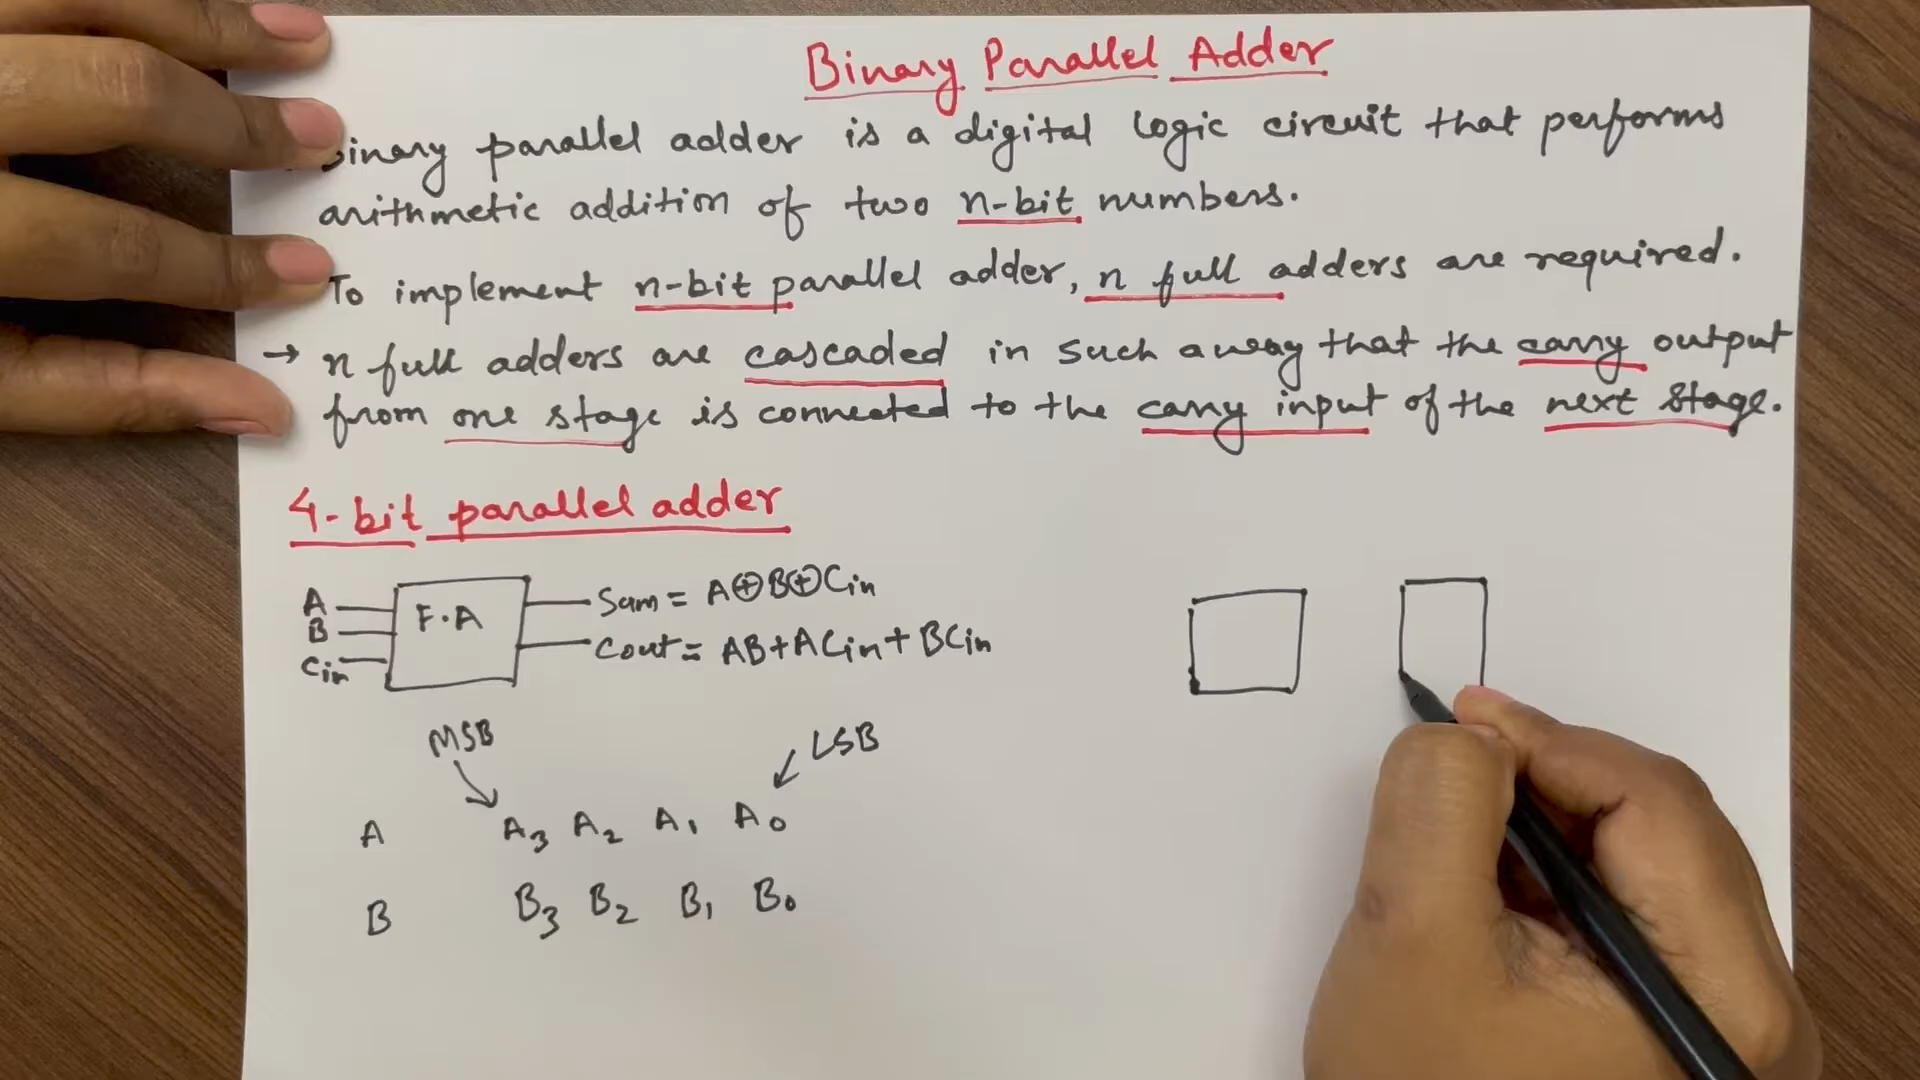 Binary Parallel Adder
Binary parallel adder is a digital logic circuit that performs
arithmetic addition of two n-bit numbers.
To implement n-bit parallel adder, n full adders are required.
→ n full adders are cascaded in such a way that the carry output
from one stage is connected to the carry input of the next stage.
4-bit parallel adder
A
B
Cin
F.A
Sum = A⊕B⊕Cin
Cout = AB+ACin+BCin
MSB
LSB
A A3 A2 A1 A0
B B3 B2 B1 B0